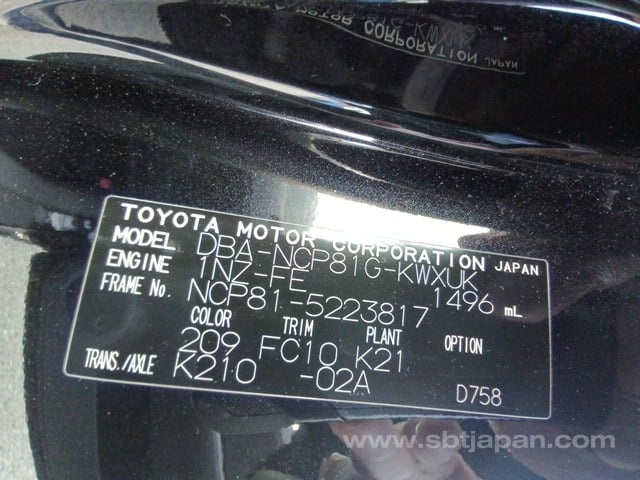 TOYOTA MOTOR CORPORATION JAPAN
MODEL DBA-NCP81G-KWXUK
ENGINE 1NZ-FE 1496 mL
FRAME No. NCP81-5223817
COLOR TRIM PLANT OPTION
209 FC10 K21
TRANS./AXLE K210 -02A
D758
www.sbtjapan.com